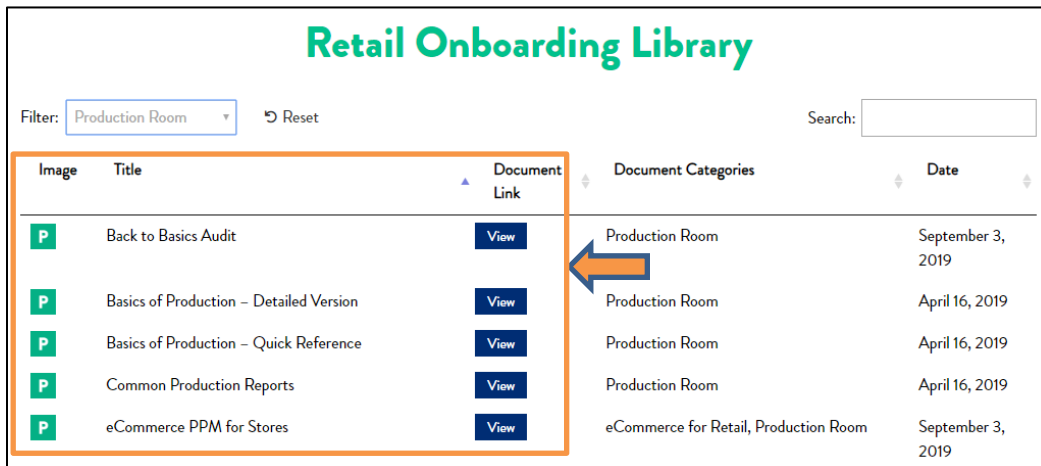 Retail Onboarding Library
Filter: Production Room Reset Search:
Image Title Document Link Document Categories Date
P Back to Basics Audit View Production Room September 3, 2019
P Basics of Production – Detailed Version View Production Room April 16, 2019
P Basics of Production – Quick Reference View Production Room April 16, 2019
P Common Production Reports View Production Room April 16, 2019
P eCommerce PPM for Stores View eCommerce for Retail, Production Room September 3, 2019